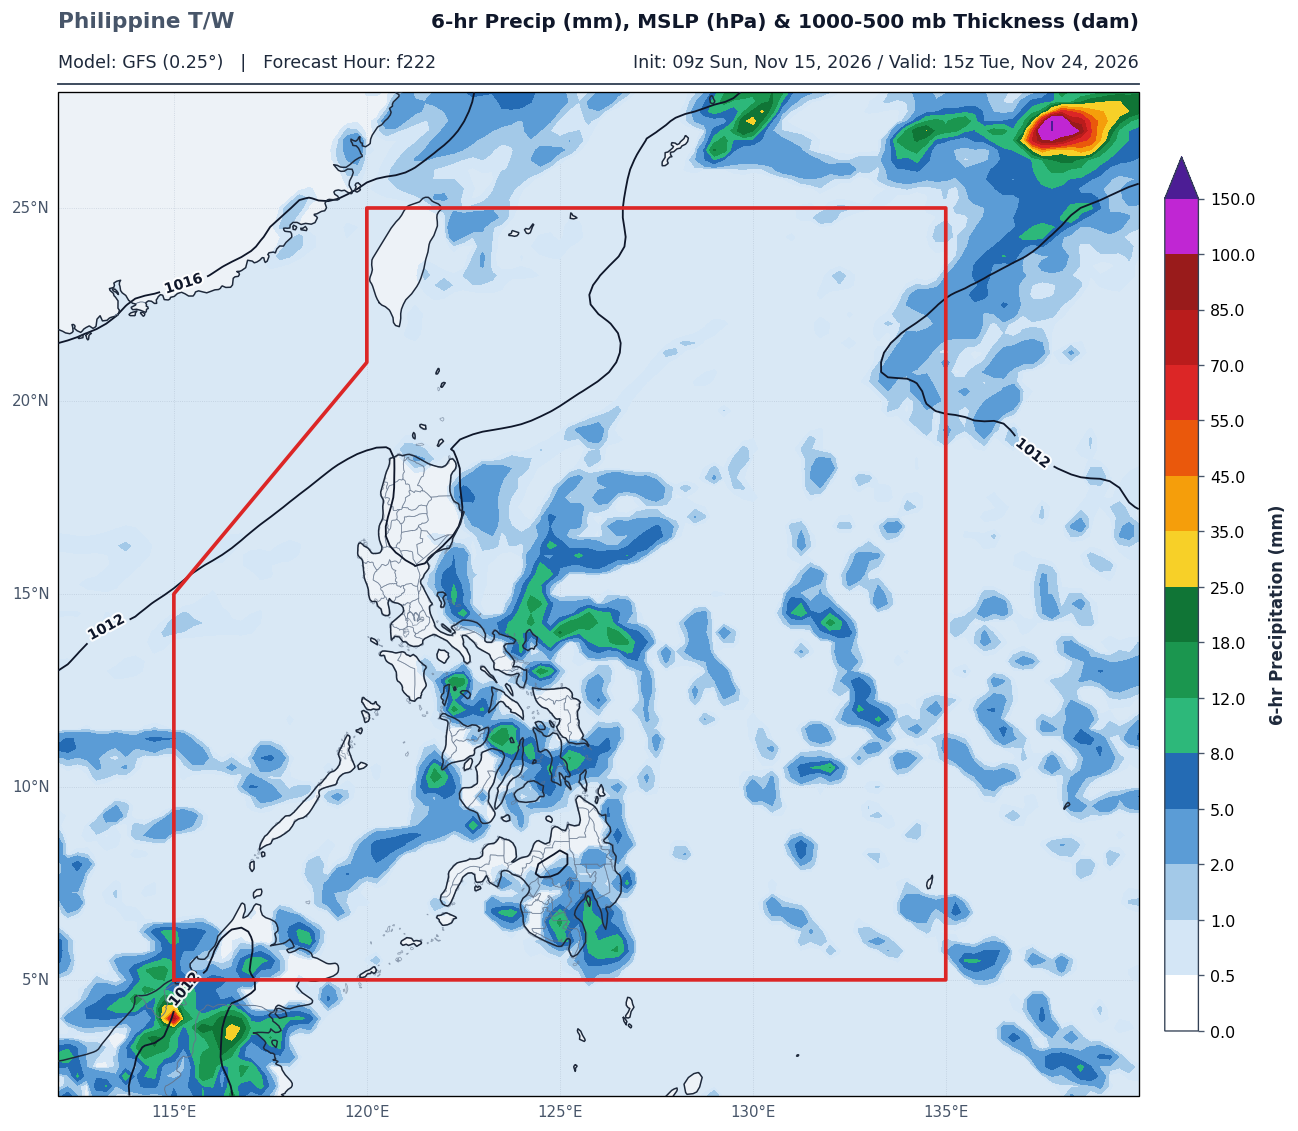 Philippine T/W
6-hr Precip (mm), MSLP (hPa) & 1000-500 mb Thickness (dam)
Model: GFS (0.25°) | Forecast Hour: f222
Init: 09z Sun, Nov 15, 2026 / Valid: 15z Tue, Nov 24, 2026
25°N
20°N
15°N
10°N
5°N
115°E
120°E
125°E
130°E
135°E
1016
1012
1012
1012
150.0
100.0
85.0
70.0
55.0
45.0
35.0
25.0
18.0
12.0
8.0
5.0
2.0
1.0
0.5
0.0
6-hr Precipitation (mm)